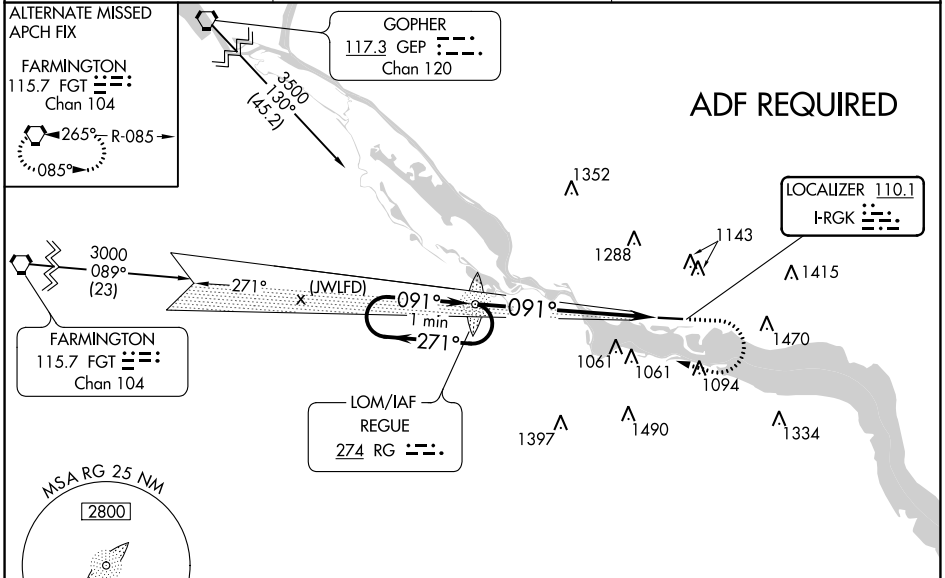 ALTERNATE MISSED
APCH FIX
FARMINGTON
115.7 FGT
Chan 104
265° R-085
085°
GOPHER
117.3 GEP
Chan 120
3500
130°
(45.2)
ADF REQUIRED
LOCALIZER 110.1
I-RGK
1352
1288
1143
1415
3000
089°
(23)
271°
(JWLFD)
x
091°
1 min
271°
091°
1470
1061
1061
1094
FARMINGTON
115.7 FGT
Chan 104
LOM/IAF
REGUE
274 RG
1397
1490
1334
MSA RG 25 NM
2800